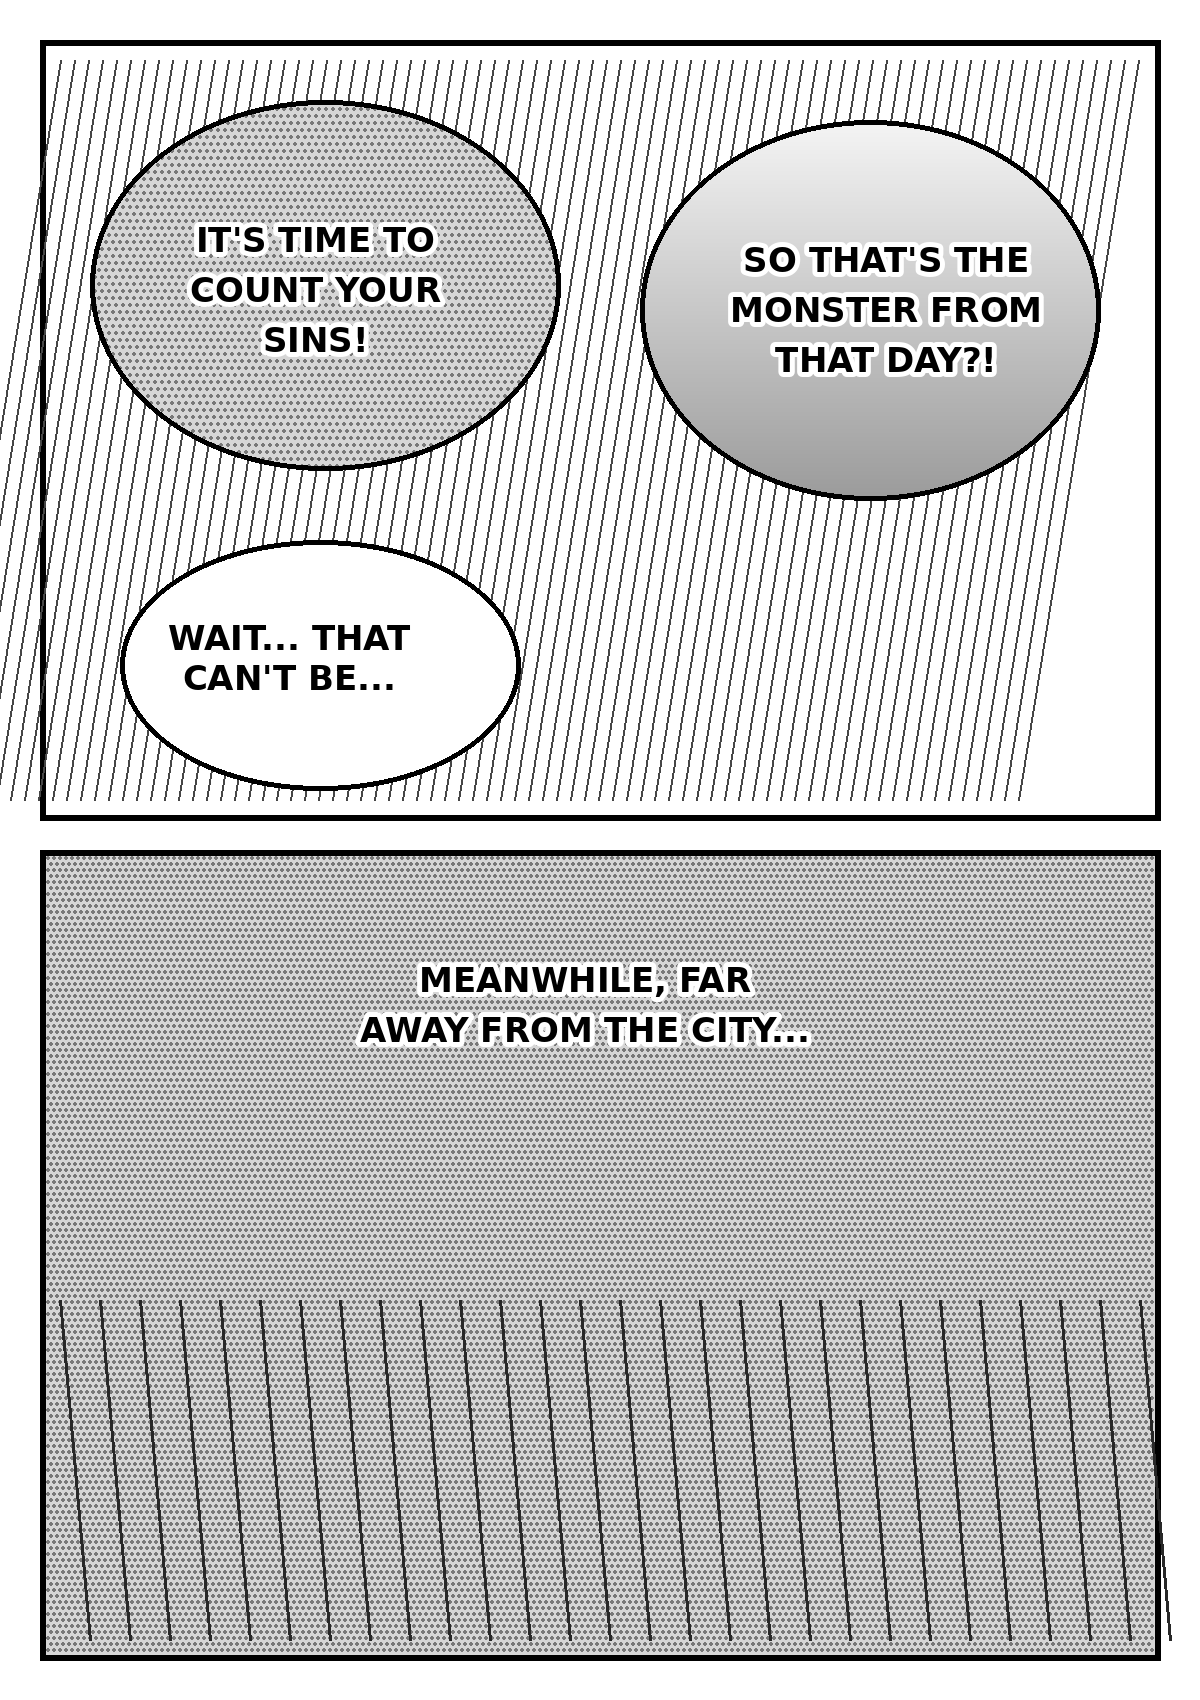 IT'S TIME TO
COUNT YOUR
SINS!
SO THAT'S THE
MONSTER FROM
THAT DAY?!
WAIT... THAT
CAN'T BE...
MEANWHILE, FAR
AWAY FROM THE CITY...